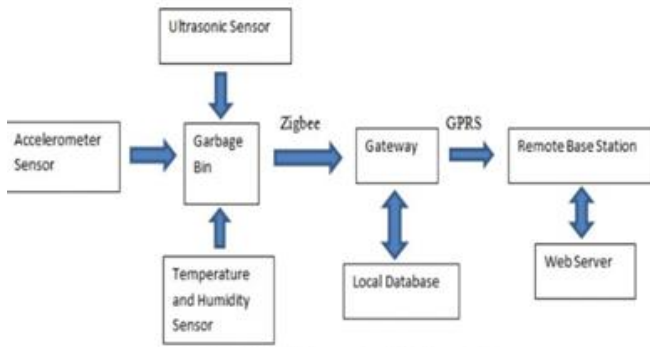 Ultrasonic Sensor
Accelerometer
Sensor
Garbage
Bin
Zigbee
Gateway
GPRS
Remote Base Station
Temperature
and Humidity
Sensor
Local Database
Web Server